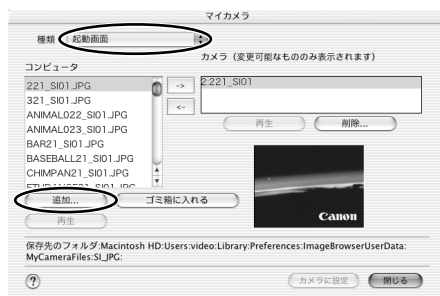 マイカメラ
種類 起動画面
コンピュータ
カメラ（変更可能なもののみ表示されます）
221_SI01.JPG
321_SI01.JPG
ANIMAL022_SI01.JPG
ANIMAL023_SI01.JPG
BAR21_SI01.JPG
BASEBALL21_SI01.JPG
CHIMPAN21_SI01.JPG
->
<-
2:221_SI01
再生
削除...
追加...
ゴミ箱に入れる
再生
Canon
保存先のフォルダ:Macintosh HD:Users:video:Library:Preferences:ImageBrowserUserData:
MyCameraFiles:SI_JPG:
?
カメラに設定
閉じる